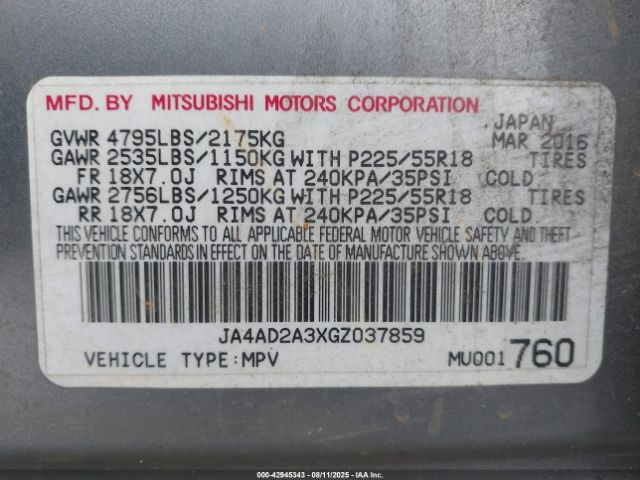 MFD. BY MITSUBISHI MOTORS CORPORATION
JAPAN
GVWR 4795LBS/2175KG MAR 2016
GAWR 2535LBS/1150KG WITH P225/55R18 TIRES
FR 18X7.0J RIMS AT 240KPA/35PSI COLD
GAWR 2756LBS/1250KG WITH P225/55R18 TIRES
RR 18X7.0J RIMS AT 240KPA/35PSI COLD
THIS VEHICLE CONFORMS TO ALL APPLICABLE FEDERAL MOTOR VEHICLE SAFETY AND THEFT
PREVENTION STANDARDS IN EFFECT ON THE DATE OF MANUFACTURE SHOWN ABOVE.
JA4AD2A3XGZ037859
VEHICLE TYPE:MPV MU001760
000-42945343 - 08/11/2025 - IAA Inc.